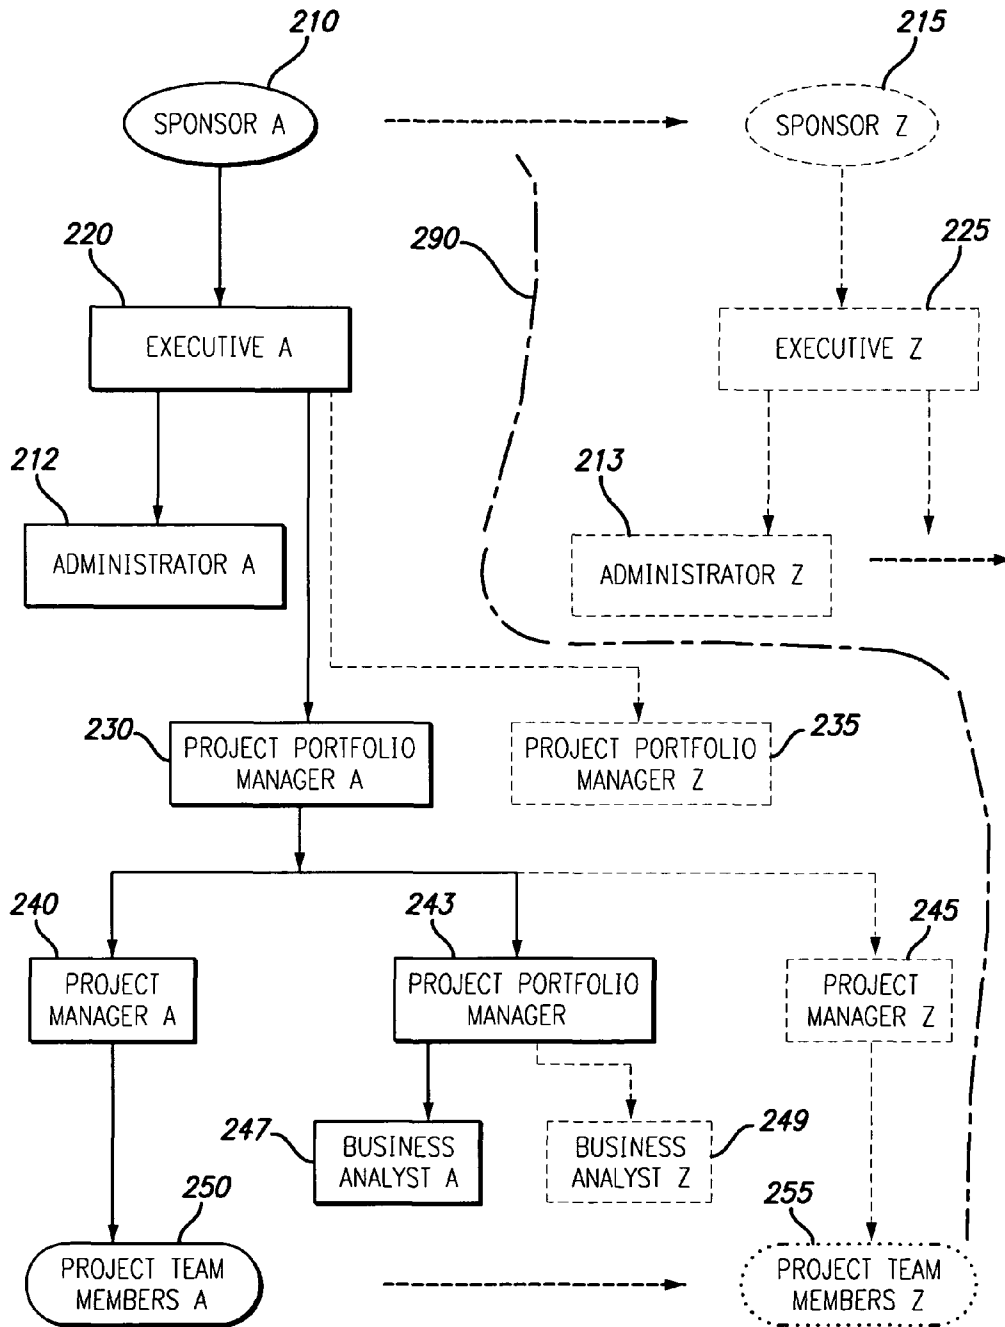 210
215
SPONSOR A
SPONSOR Z
220
290
225
EXECUTIVE A
EXECUTIVE Z
212
213
ADMINISTRATOR A
ADMINISTRATOR Z
230
PROJECT PORTFOLIO
MANAGER A
PROJECT PORTFOLIO
MANAGER Z
235
240
243
245
PROJECT
MANAGER A
PROJECT PORTFOLIO
MANAGER
PROJECT
MANAGER Z
247
BUSINESS
ANALYST A
BUSINESS
ANALYST Z
249
250
255
PROJECT TEAM
MEMBERS A
PROJECT TEAM
MEMBERS Z